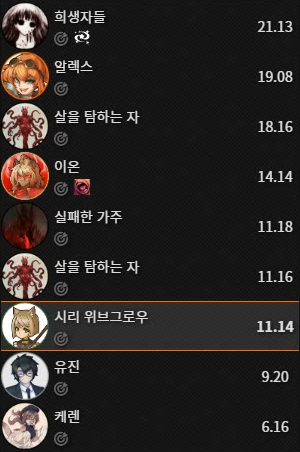 희생자들
21.13
알렉스
19.08
살을 탐하는 자
18.16
이온
14.14
실패한 가주
11.18
살을 탐하는 자
11.16
시리 위브그로우
11.14
유진
9.20
케렌
6.16